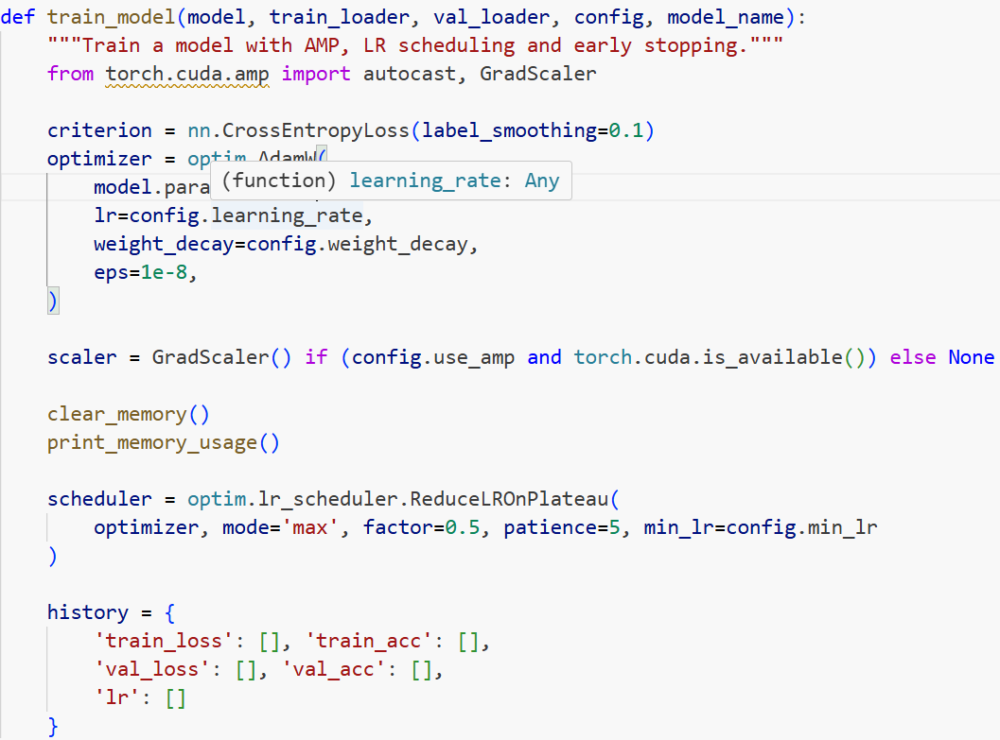 def train_model(model, train_loader, val_loader, config, model_name):
    """Train a model with AMP, LR scheduling and early stopping."""
    from torch.cuda.amp import autocast, GradScaler

    criterion = nn.CrossEntropyLoss(label_smoothing=0.1)
    optimizer = optim.AdamW(
(function) learning_rate: Any
        model.para
        lr=config.learning_rate,
        weight_decay=config.weight_decay,
        eps=1e-8,
    )

    scaler = GradScaler() if (config.use_amp and torch.cuda.is_available()) else None

    clear_memory()
    print_memory_usage()

    scheduler = optim.lr_scheduler.ReduceLROnPlateau(
        optimizer, mode='max', factor=0.5, patience=5, min_lr=config.min_lr
    )

    history = {
        'train_loss': [], 'train_acc': [],
        'val_loss': [], 'val_acc': [],
        'lr': []
    }